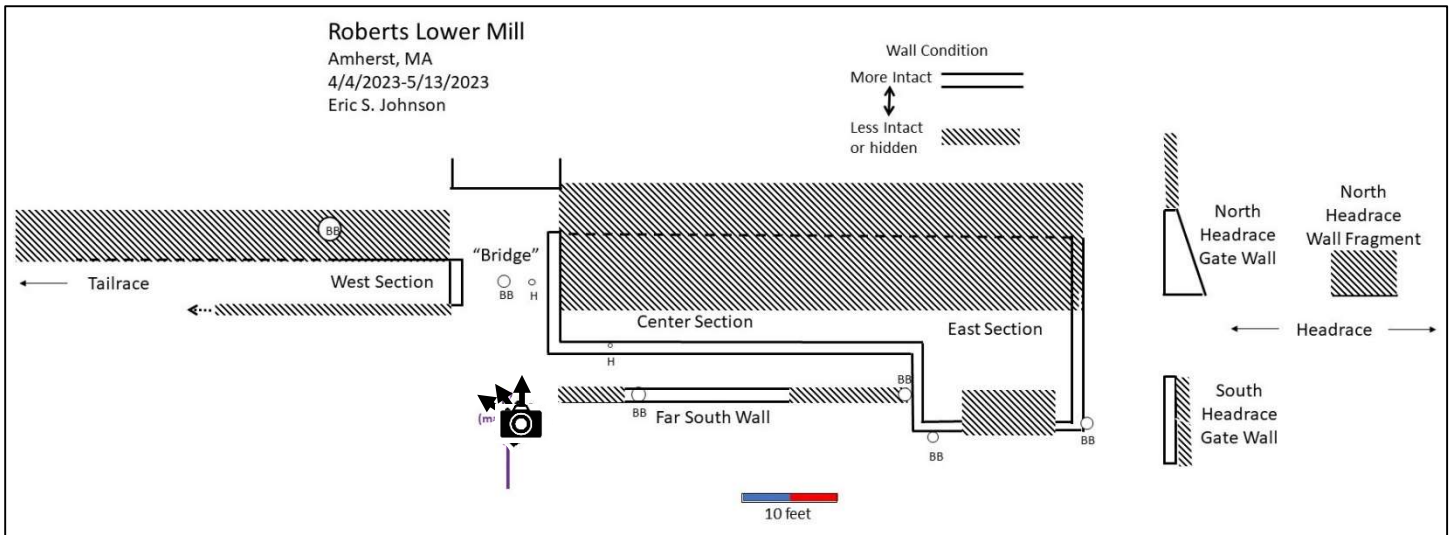 Roberts Lower Mill
Amherst, MA
4/4/2023-5/13/2023
Eric S. Johnson
Wall Condition
More Intact
Less Intact
or hidden
BB
Tailrace
West Section
"Bridge"
BB
H
Center Section
East Section
H
BB
BB
Far South Wall
BB
BB
North
Headrace
Gate Wall
North
Headrace
Wall Fragment
Headrace
South
Headrace
Gate Wall
10 feet